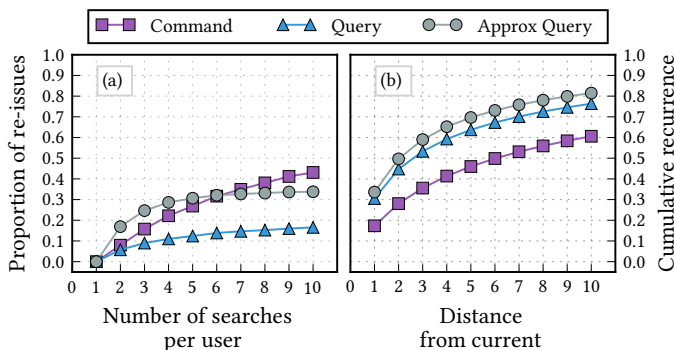 Command Query Approx Query
(a)
(b)
Proportion of re-issues
1.0
0.9
0.8
0.7
0.6
0.5
0.4
0.3
0.2
0.1
0.0
0 1 2 3 4 5 6 7 8 9 10
Number of searches
per user
0 1 2 3 4 5 6 7 8 9 10
Distance
from current
1.0
0.9
0.8
0.7
0.6
0.5
0.4
0.3
0.2
0.1
0.0
Cumulative recurrence